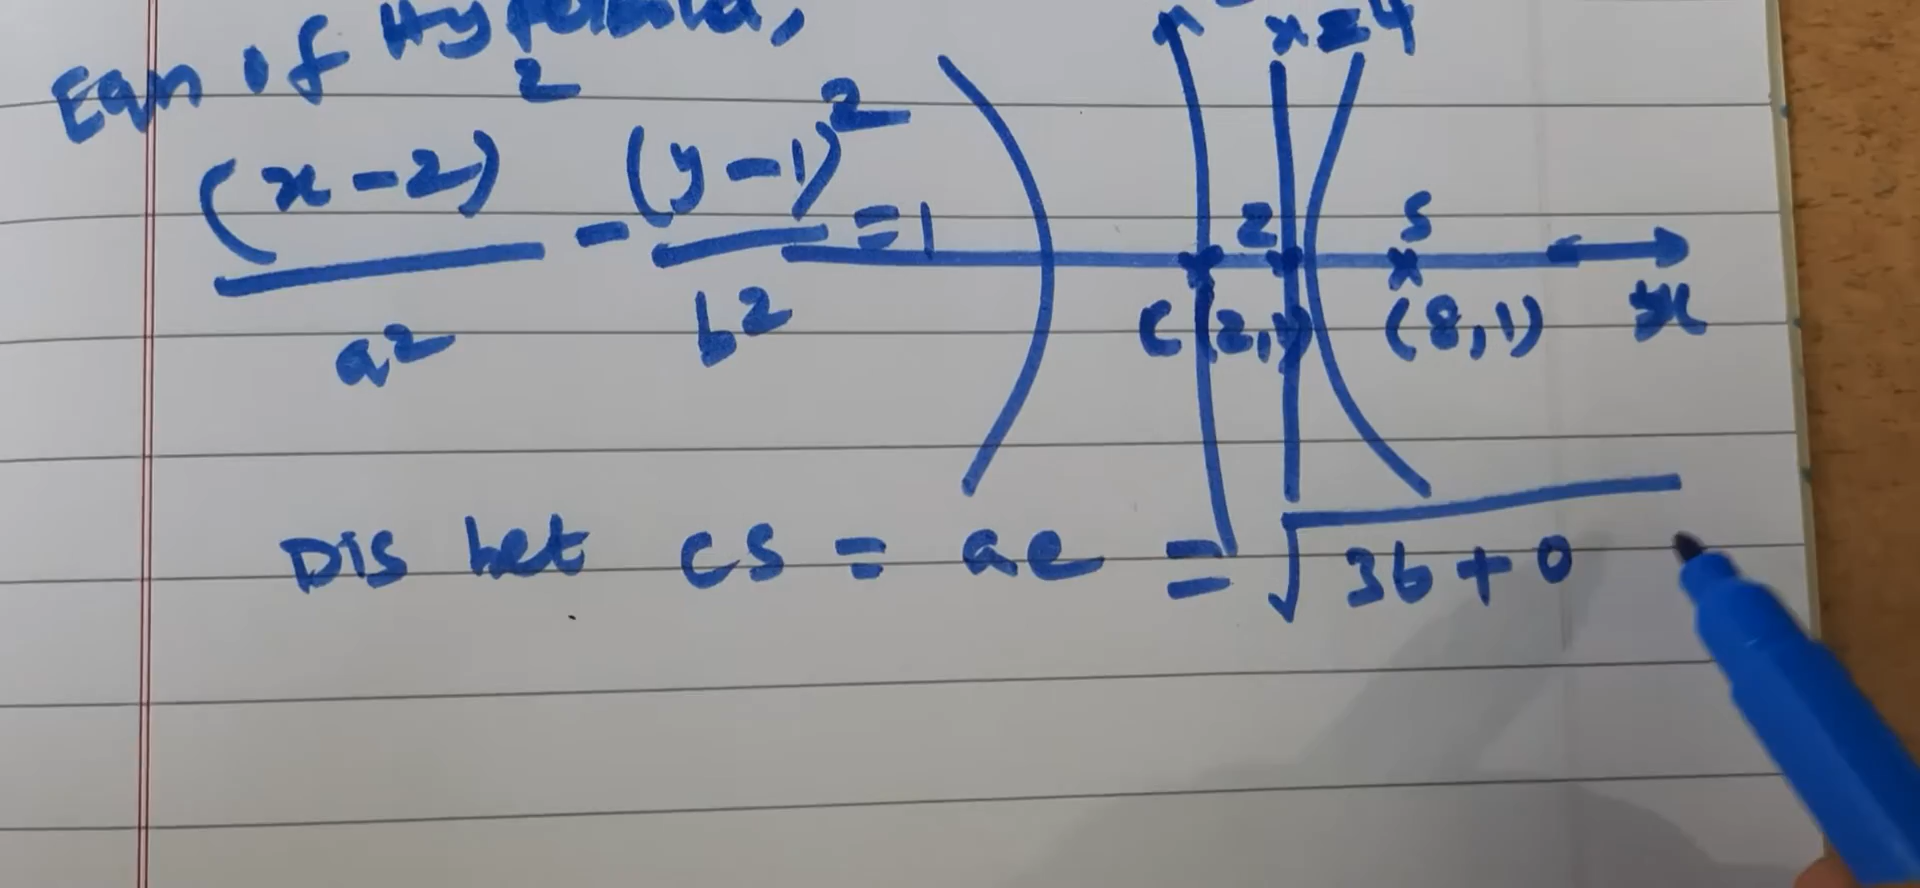 Eqn of Hyperbola,
x=4
(x-2)² / a² - (y-1)² / b² = 1
Z
S
C (2,1)
(8,1)
x
Dis bet CS = ae = √36+0